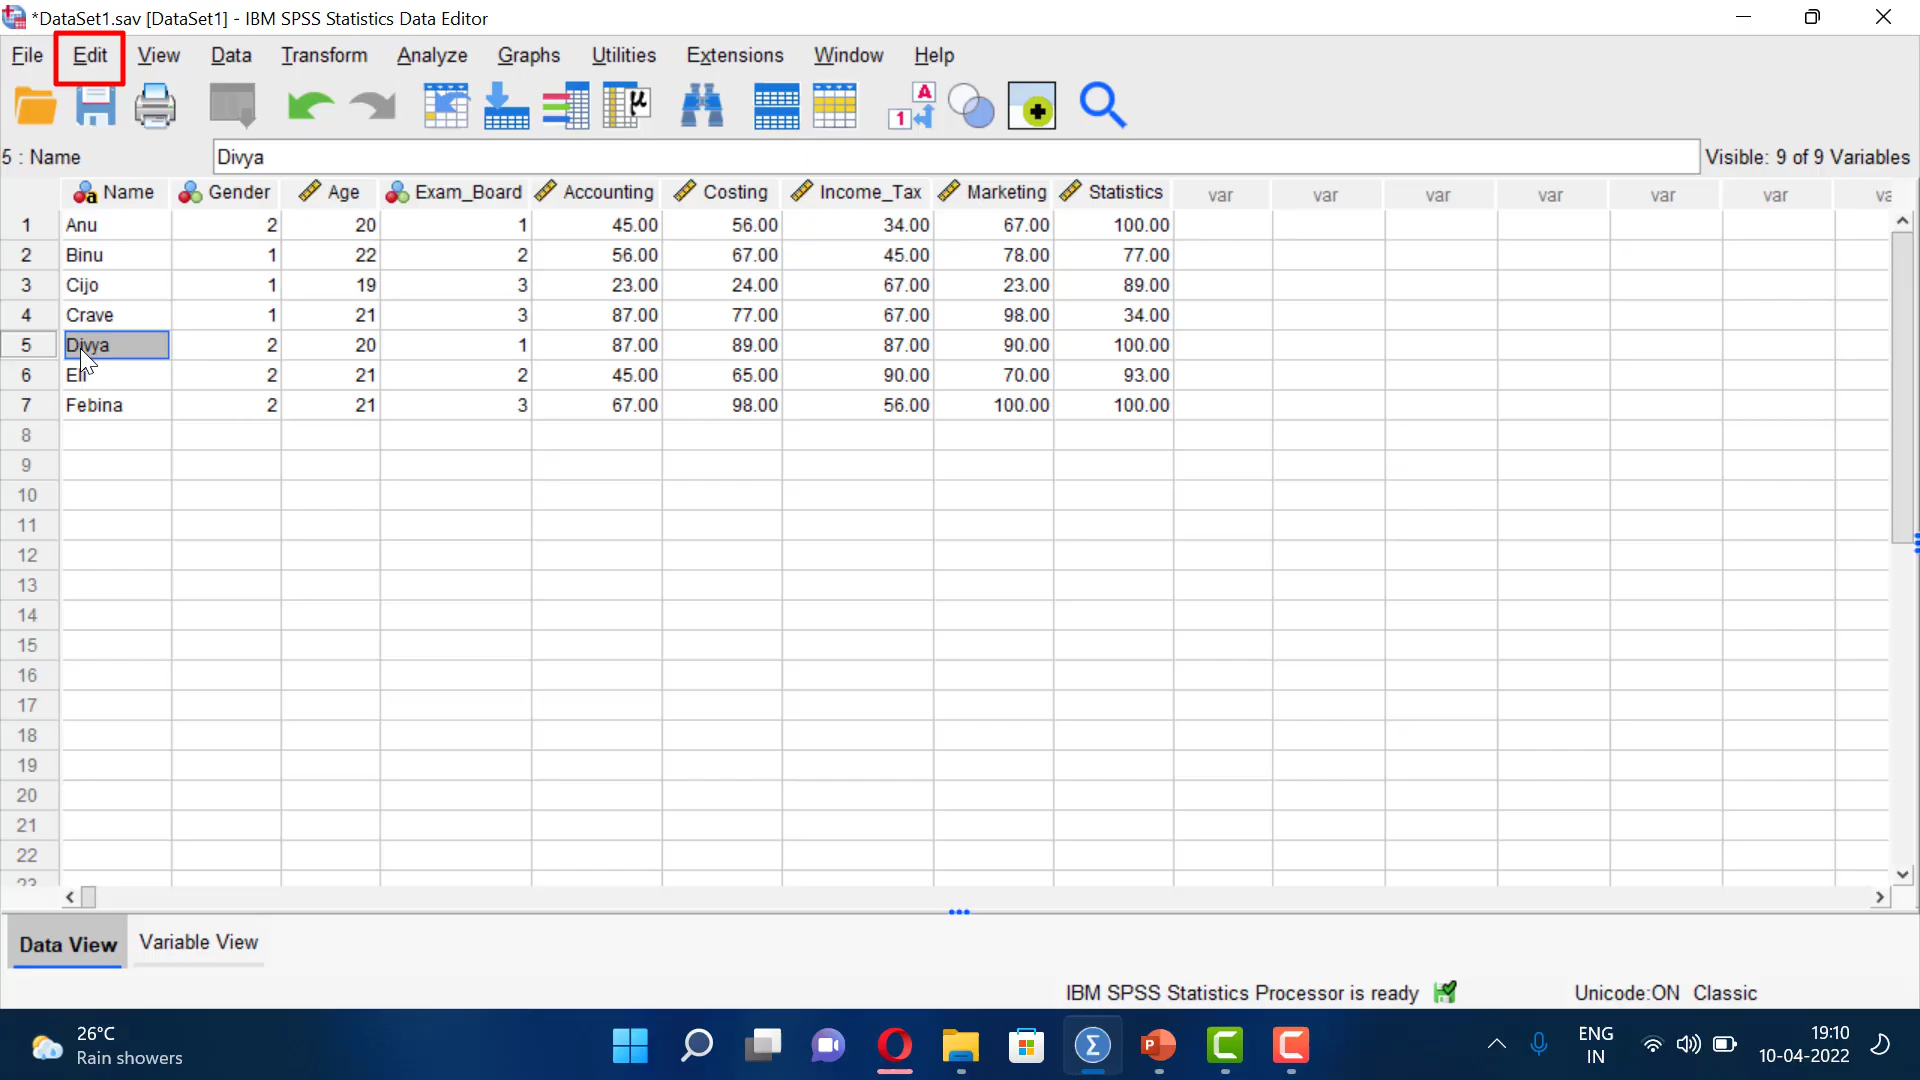 *DataSet1.sav [DataSet1] - IBM SPSS Statistics Data Editor
File Edit View Data Transform Analyze Graphs Utilities Extensions Window Help
5 : Name Divya Visible: 9 of 9 Variables
Name Gender Age Exam_Board Accounting Costing Income_Tax Marketing Statistics var var var var var var va
1 Anu 2 20 1 45.00 56.00 34.00 67.00 100.00
2 Binu 1 22 2 56.00 67.00 45.00 78.00 77.00
3 Cijo 1 19 3 23.00 24.00 67.00 23.00 89.00
4 Crave 1 21 3 87.00 77.00 67.00 98.00 34.00
5 Divya 2 20 1 87.00 89.00 87.00 90.00 100.00
6 Eli 2 21 2 45.00 65.00 90.00 70.00 93.00
7 Febina 2 21 3 67.00 98.00 56.00 100.00 100.00
8
9
10
11
12
13
14
15
16
17
18
19
20
21
22
23
Data View Variable View
IBM SPSS Statistics Processor is ready Unicode:ON Classic
26°C
Rain showers
ENG
IN
19:10
10-04-2022